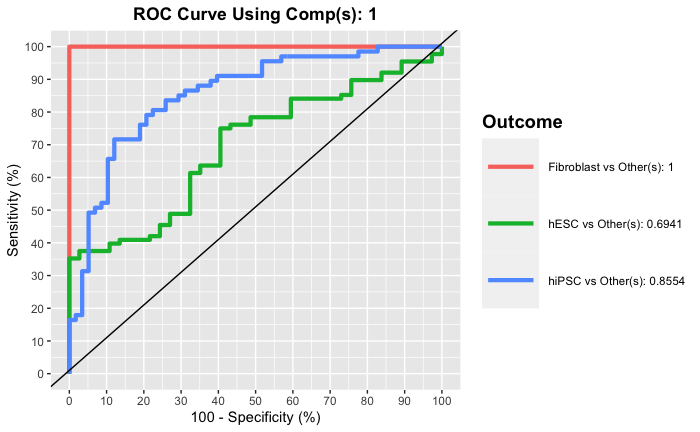 ROC Curve Using Comp(s): 1
Sensitivity (%)
100
90
80
70
60
50
40
30
20
10
0
0 10 20 30 40 50 60 70 80 90 100
100 - Specificity (%)
Outcome
Fibroblast vs Other(s): 1
hESC vs Other(s): 0.6941
hiPSC vs Other(s): 0.8554